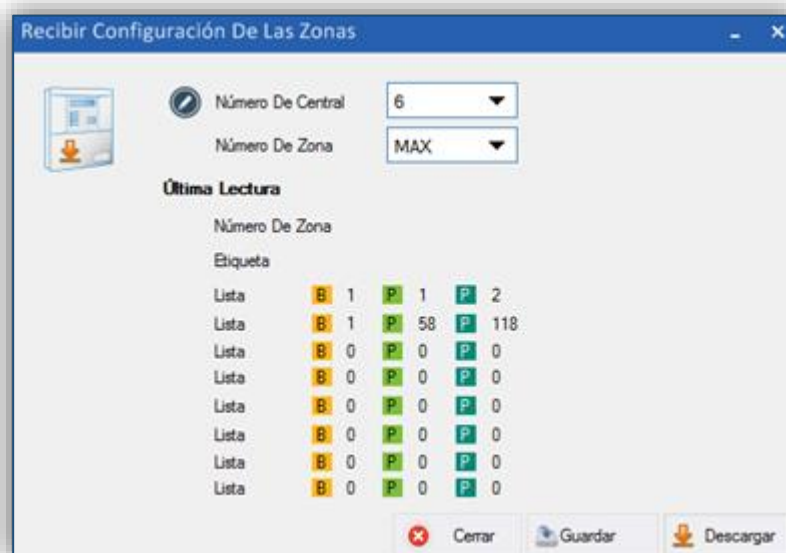 Recibir Configuración De Las Zonas
Número De Central 6
Número De Zona MAX
Última Lectura
Número De Zona
Etiqueta
Lista B 1 P 1 P 2
Lista B 1 P 58 P 118
Lista B 0 P 0 P 0
Lista B 0 P 0 P 0
Lista B 0 P 0 P 0
Lista B 0 P 0 P 0
Lista B 0 P 0 P 0
Lista B 0 P 0 P 0
Cerrar Guardar Descargar